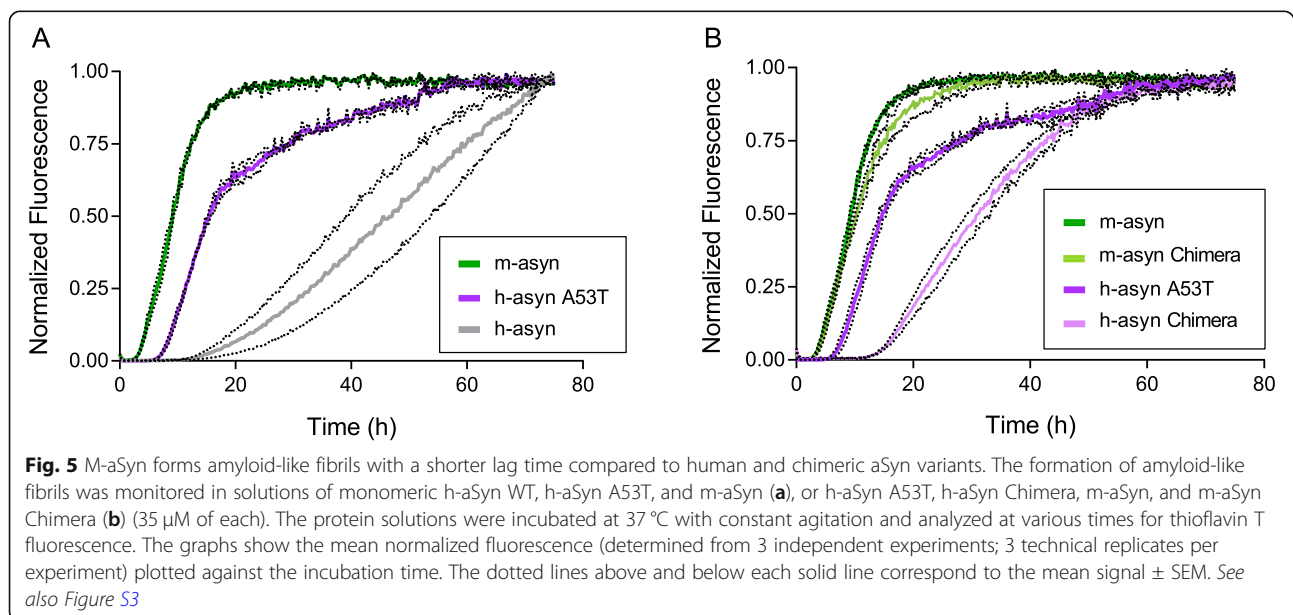 A
Normalized Fluorescence
1.00
0.75
0.50
0.25
0.00
0
20
40
60
80
Time (h)
m-asyn
h-asyn A53T
h-asyn
B
Normalized Fluorescence
1.00
0.75
0.50
0.25
0.00
0
20
40
60
80
Time (h)
m-asyn
m-asyn Chimera
h-asyn A53T
h-asyn Chimera
Fig. 5 M-aSyn forms amyloid-like fibrils with a shorter lag time compared to human and chimeric aSyn variants. The formation of amyloid-like
fibrils was monitored in solutions of monomeric h-aSyn WT, h-aSyn A53T, and m-aSyn (a), or h-aSyn A53T, h-aSyn Chimera, m-aSyn, and m-aSyn
Chimera (b) (35 μM of each). The protein solutions were incubated at 37 °C with constant agitation and analyzed at various times for thioflavin T
fluorescence. The graphs show the mean normalized fluorescence (determined from 3 independent experiments; 3 technical replicates per
experiment) plotted against the incubation time. The dotted lines above and below each solid line correspond to the mean signal ± SEM. See
also Figure S3